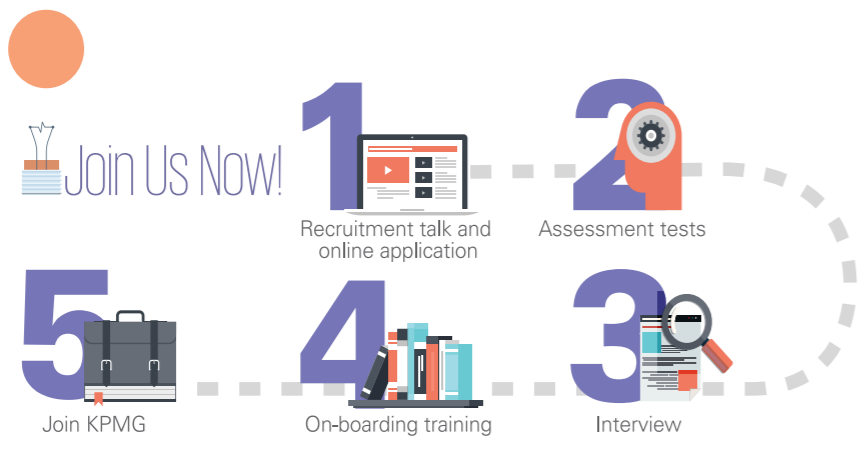 Join Us Now!
1
Recruitment talk and
online application
2
Assessment tests
3
Interview
4
On-boarding training
5
Join KPMG